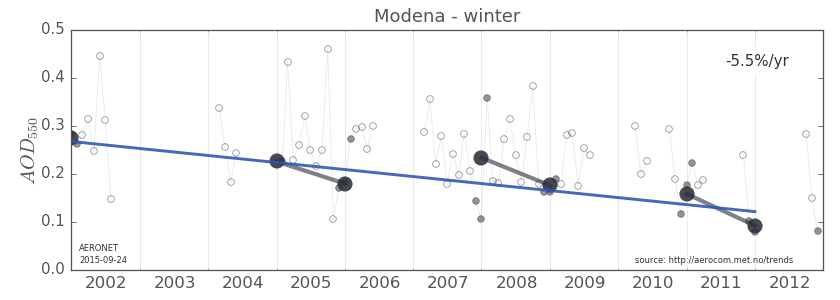 Modena - winter
0.5
0.4
0.3
0.2
0.1
0.0
AOD550
-5.5%/yr
AERONET
2015-09-24
source: http://aerocom.met.no/trends
2002 2003 2004 2005 2006 2007 2008 2009 2010 2011 2012